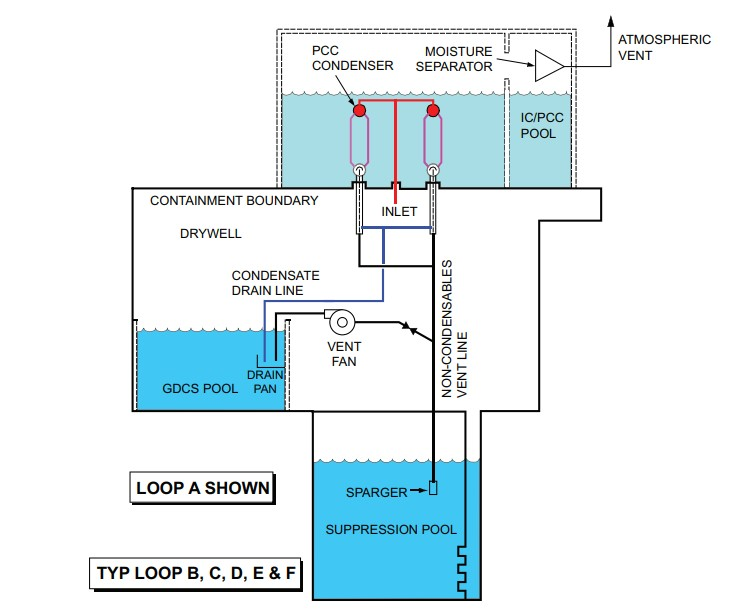 PCC
CONDENSER
MOISTURE
SEPARATOR
ATMOSPHERIC
VENT
IC/PCC
POOL
CONTAINMENT BOUNDARY
INLET
DRYWELL
CONDENSATE
DRAIN LINE
NON-CONDENSABLES
VENT LINE
VENT
FAN
DRAIN
PAN
GDCS POOL
LOOP A SHOWN
SPARGER
SUPPRESSION POOL
TYP LOOP B, C, D, E & F